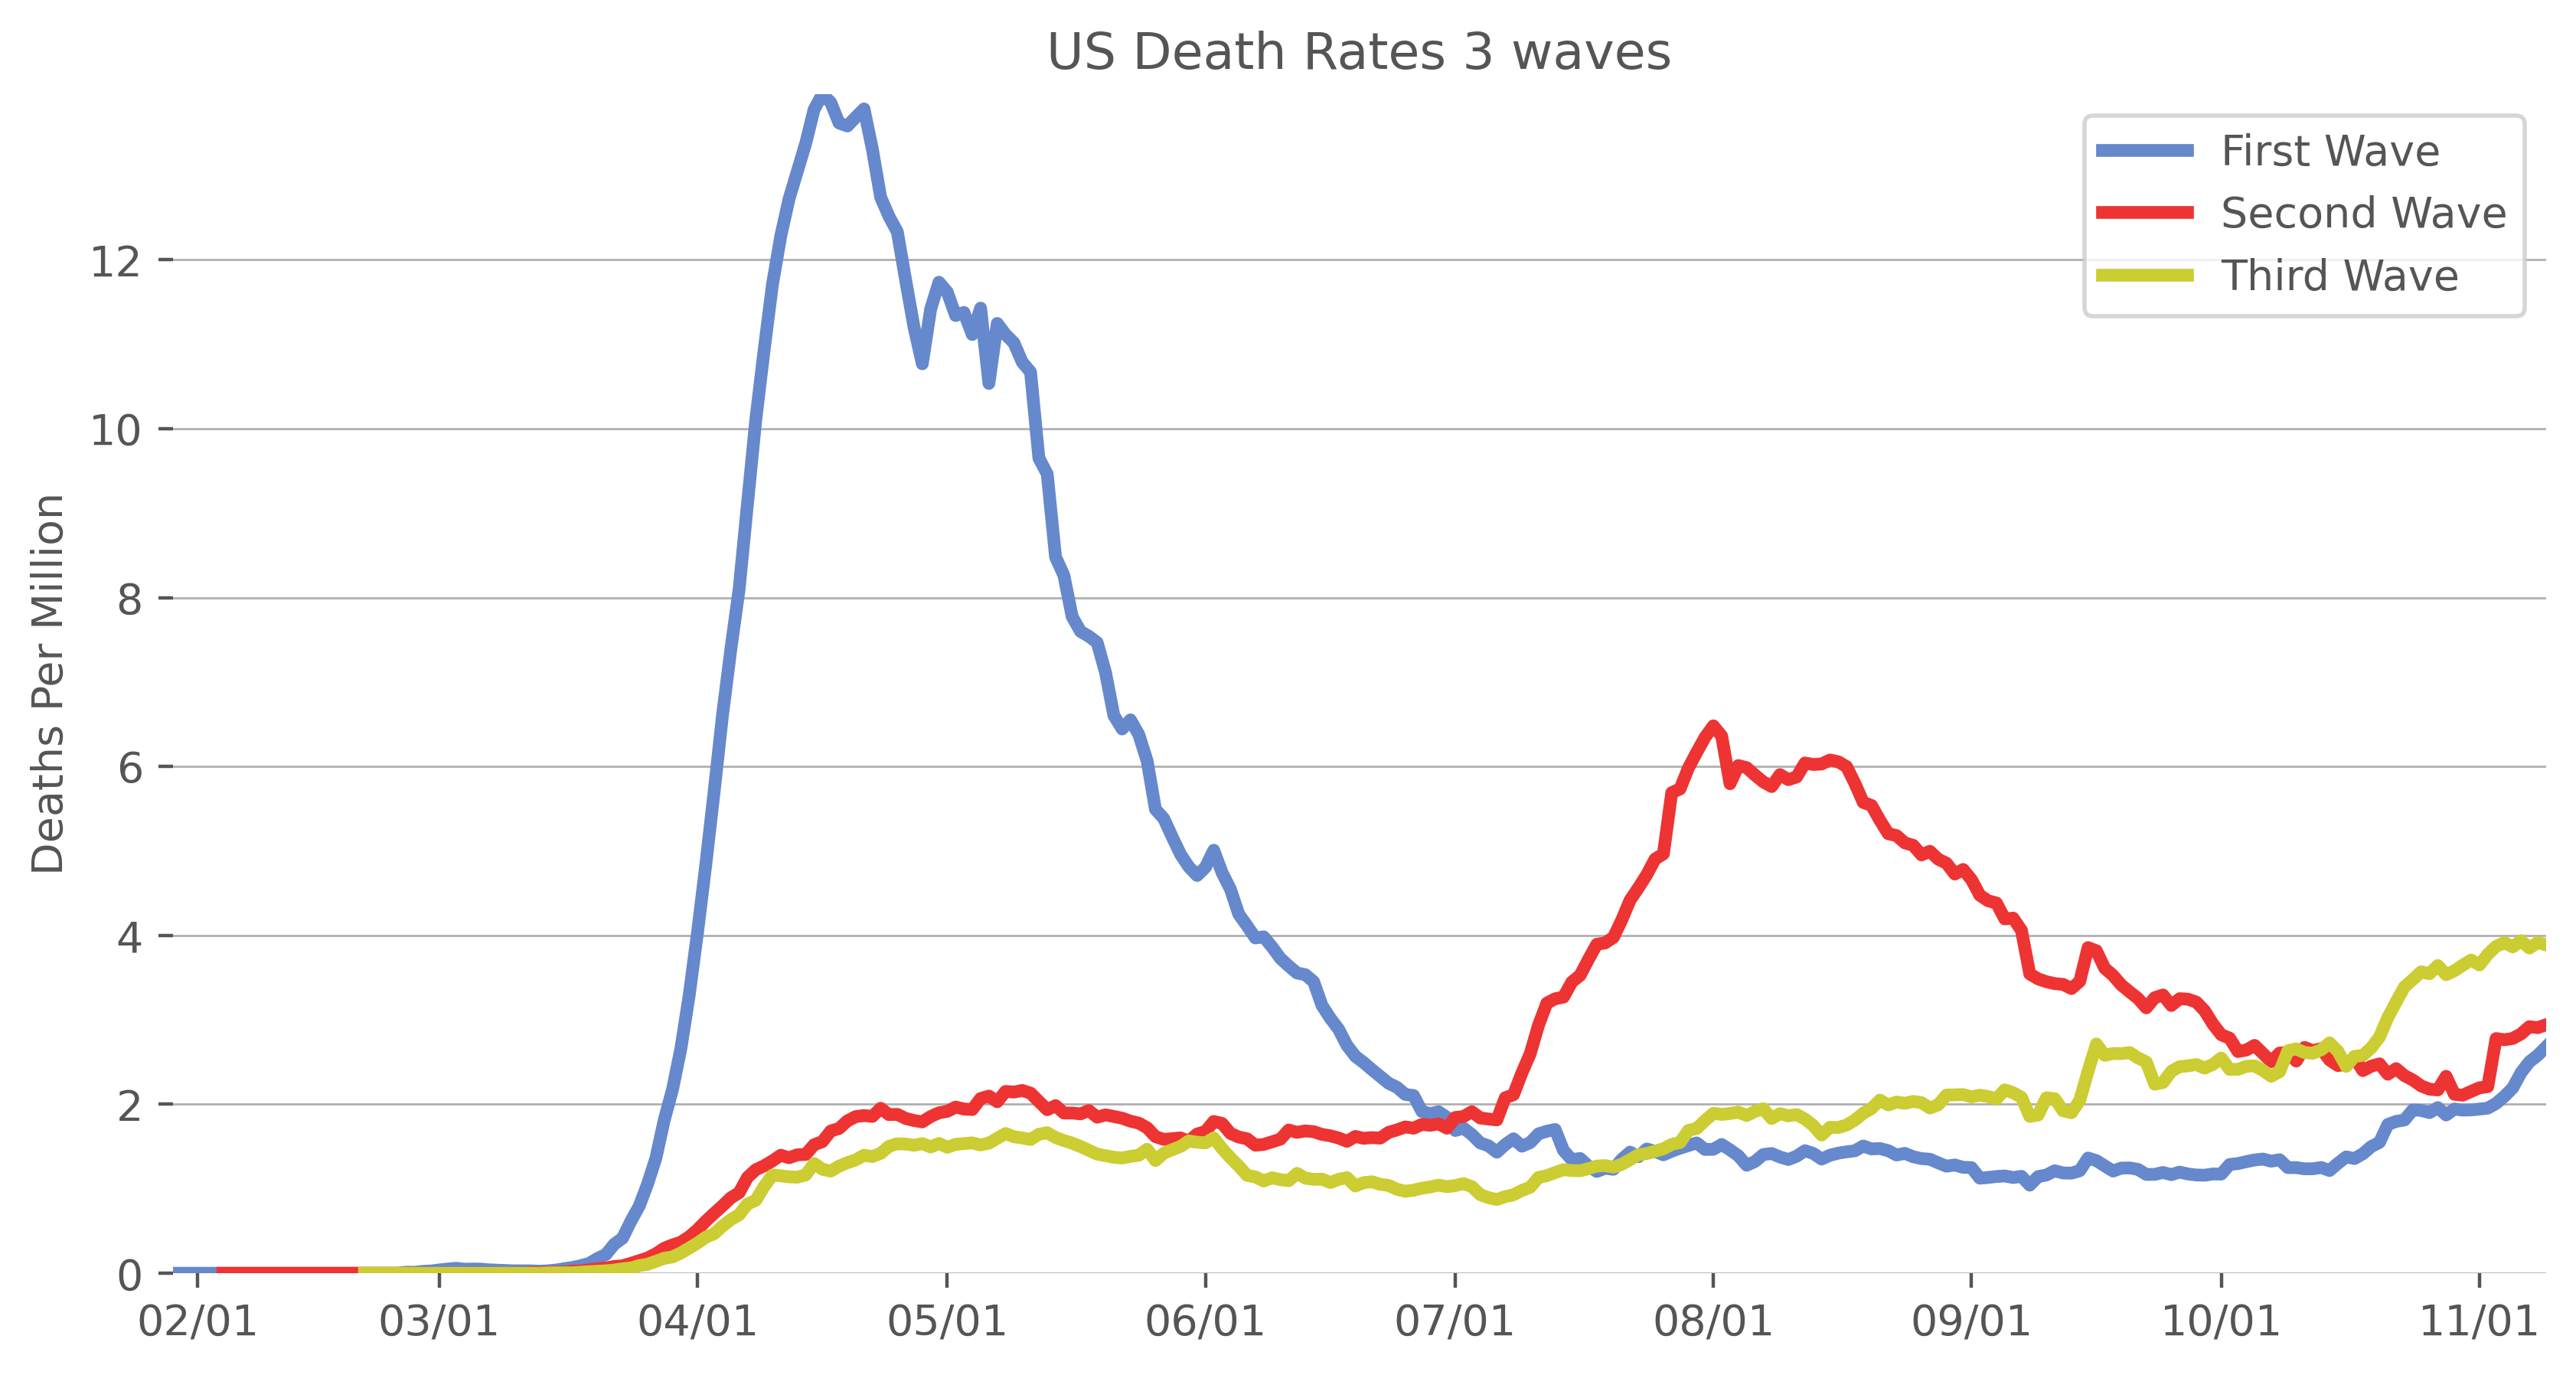 US Death Rates 3 waves
First Wave
Second Wave
Third Wave
Deaths Per Million
12
10
8
6
4
2
0
02/01 03/01 04/01 05/01 06/01 07/01 08/01 09/01 10/01 11/01